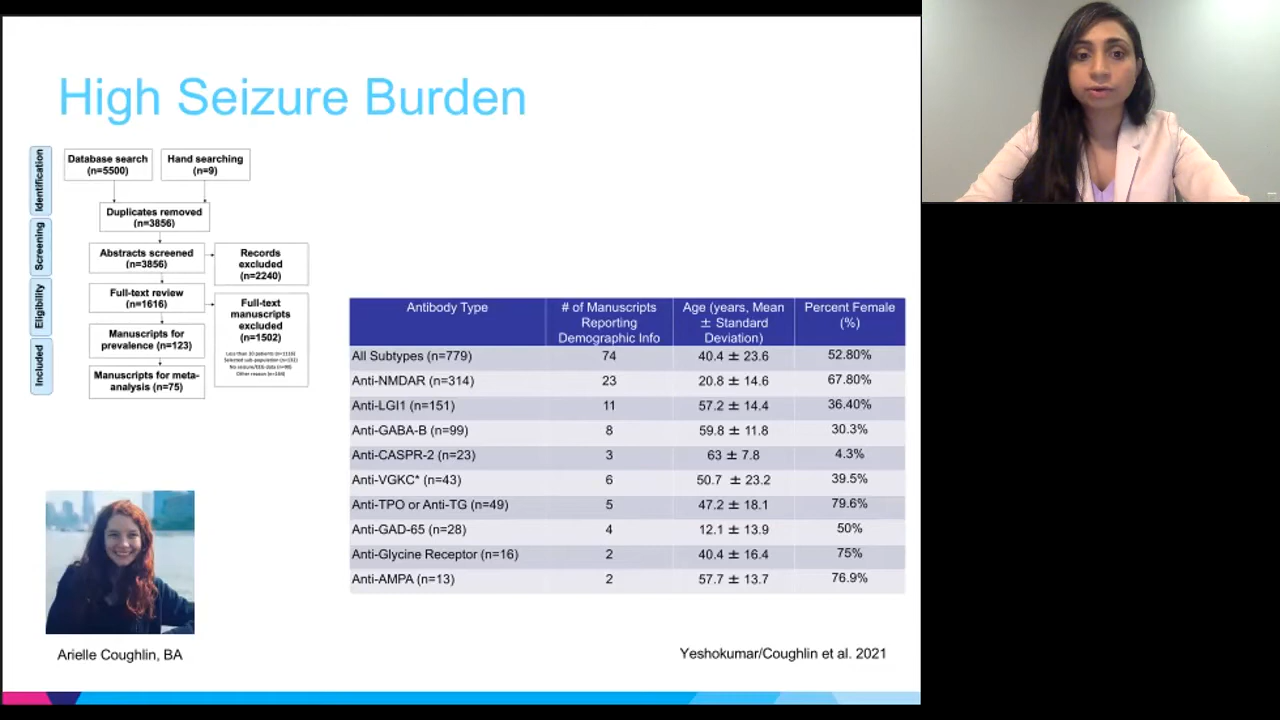 High Seizure Burden
Identification
Database search
(n=5500)
Hand searching
(n=9)
Duplicates removed
(n=3856)
Screening
Abstracts screened
(n=3856)
Records
excluded
(n=2240)
Eligibility
Full-text review
(n=1616)
Full-text
manuscripts
excluded
(n=1502)
No seizure/EEG data
Manuscripts for
prevalence (n=123)
Included
Manuscripts for meta-
analysis (n=75)
Antibody Type # of Manuscripts Reporting Demographic Info Age (years, Mean ± Standard Deviation) Percent Female (%)
All Subtypes (n=779) 74 40.4 ± 23.6 52.80%
Anti-NMDAR (n=314) 23 20.8 ± 14.6 67.80%
Anti-LGI1 (n=151) 11 57.2 ± 14.4 36.40%
Anti-GABA-B (n=99) 8 59.8 ± 11.8 30.3%
Anti-CASPR-2 (n=23) 3 63 ± 7.8 4.3%
Anti-VGKC* (n=43) 6 50.7 ± 23.2 39.5%
Anti-TPO or Anti-TG (n=49) 5 47.2 ± 18.1 79.6%
Anti-GAD-65 (n=28) 4 12.1 ± 13.9 50%
Anti-Glycine Receptor (n=16) 2 40.4 ± 16.4 75%
Anti-AMPA (n=13) 2 57.7 ± 13.7 76.9%
Arielle Coughlin, BA
Yeshokumar/Coughlin et al. 2021